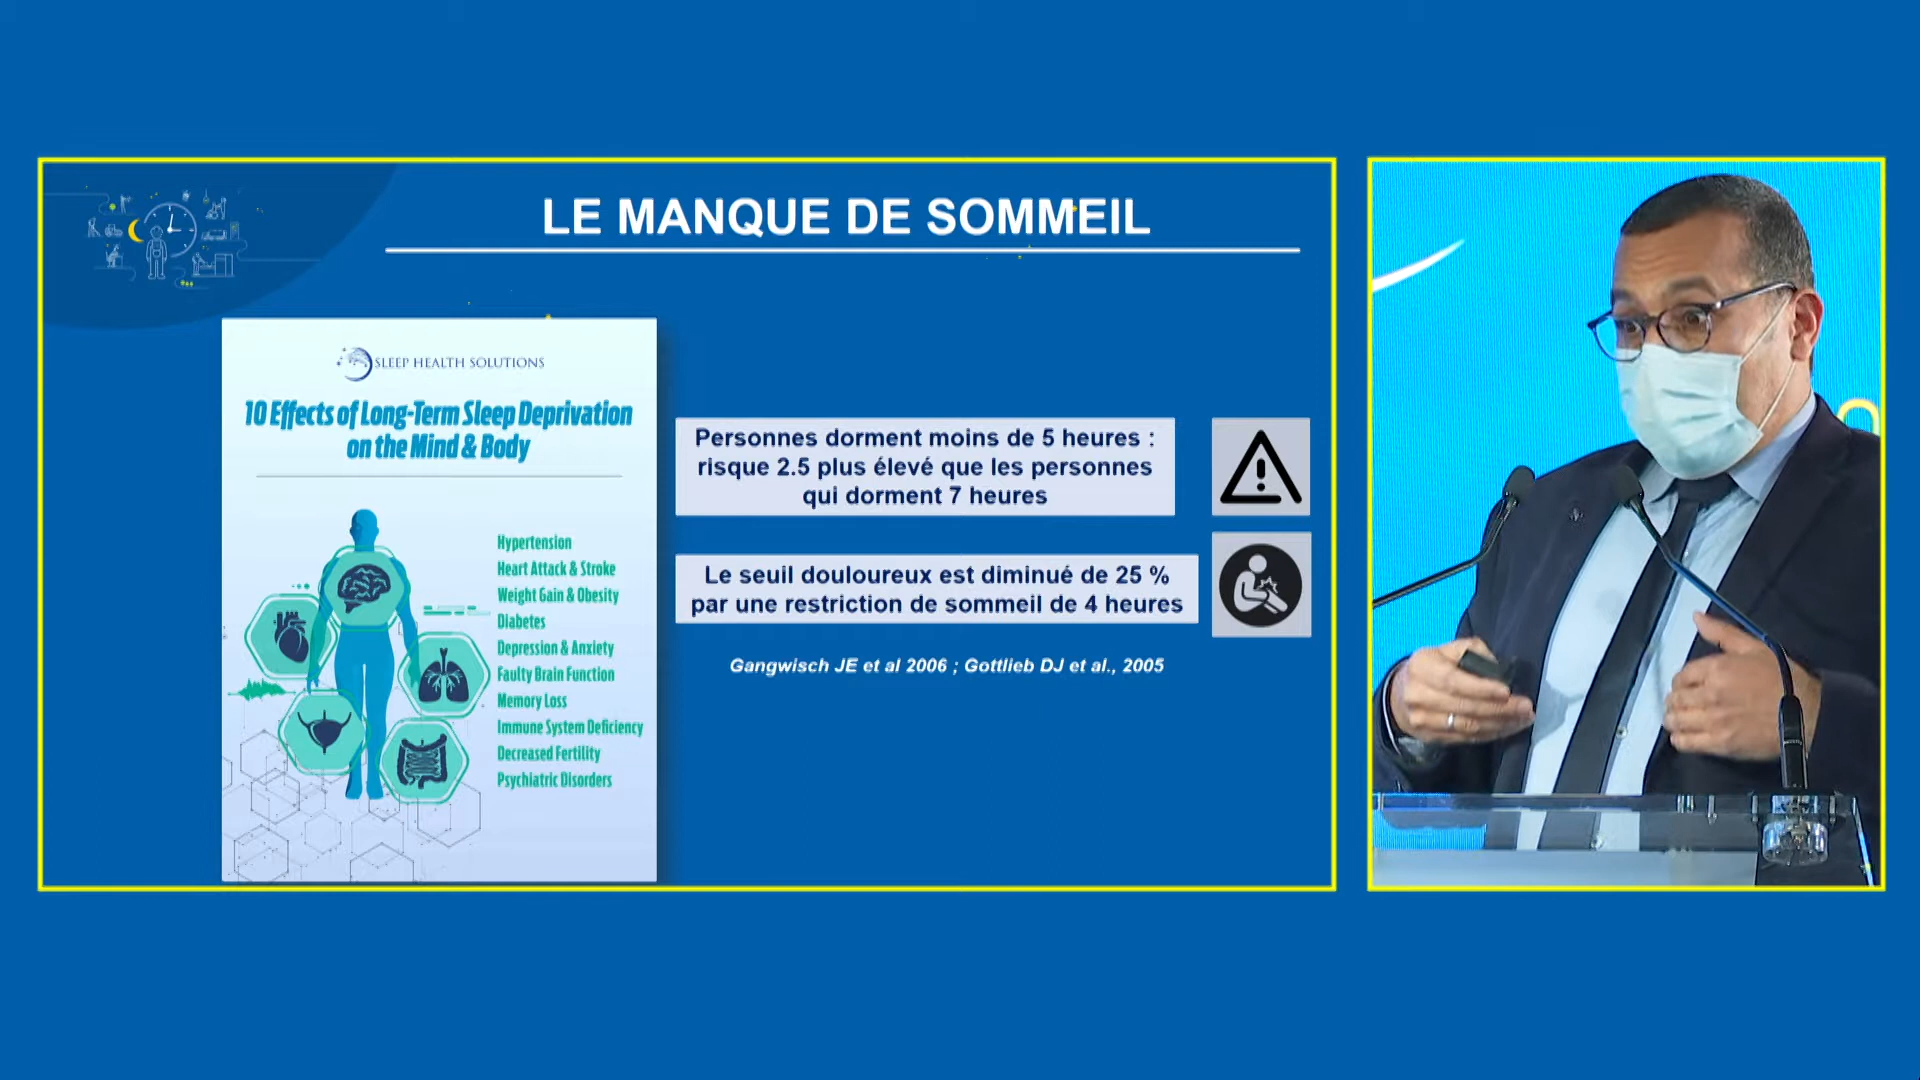 LE MANQUE DE SOMMEIL
SLEEP HEALTH SOLUTIONS
10 Effects of Long-Term Sleep Deprivation
on the Mind & Body
Hypertension
Heart Attack & Stroke
Weight Gain & Obesity
Diabetes
Depression & Anxiety
Faulty Brain Function
Memory Loss
Immune System Deficiency
Decreased Fertility
Psychiatric Disorders
Personnes dorment moins de 5 heures :
risque 2.5 plus élevé que les personnes
qui dorment 7 heures
Le seuil douloureux est diminué de 25 %
par une restriction de sommeil de 4 heures
Gangwisch JE et al 2006 ; Gottlieb DJ et al., 2005